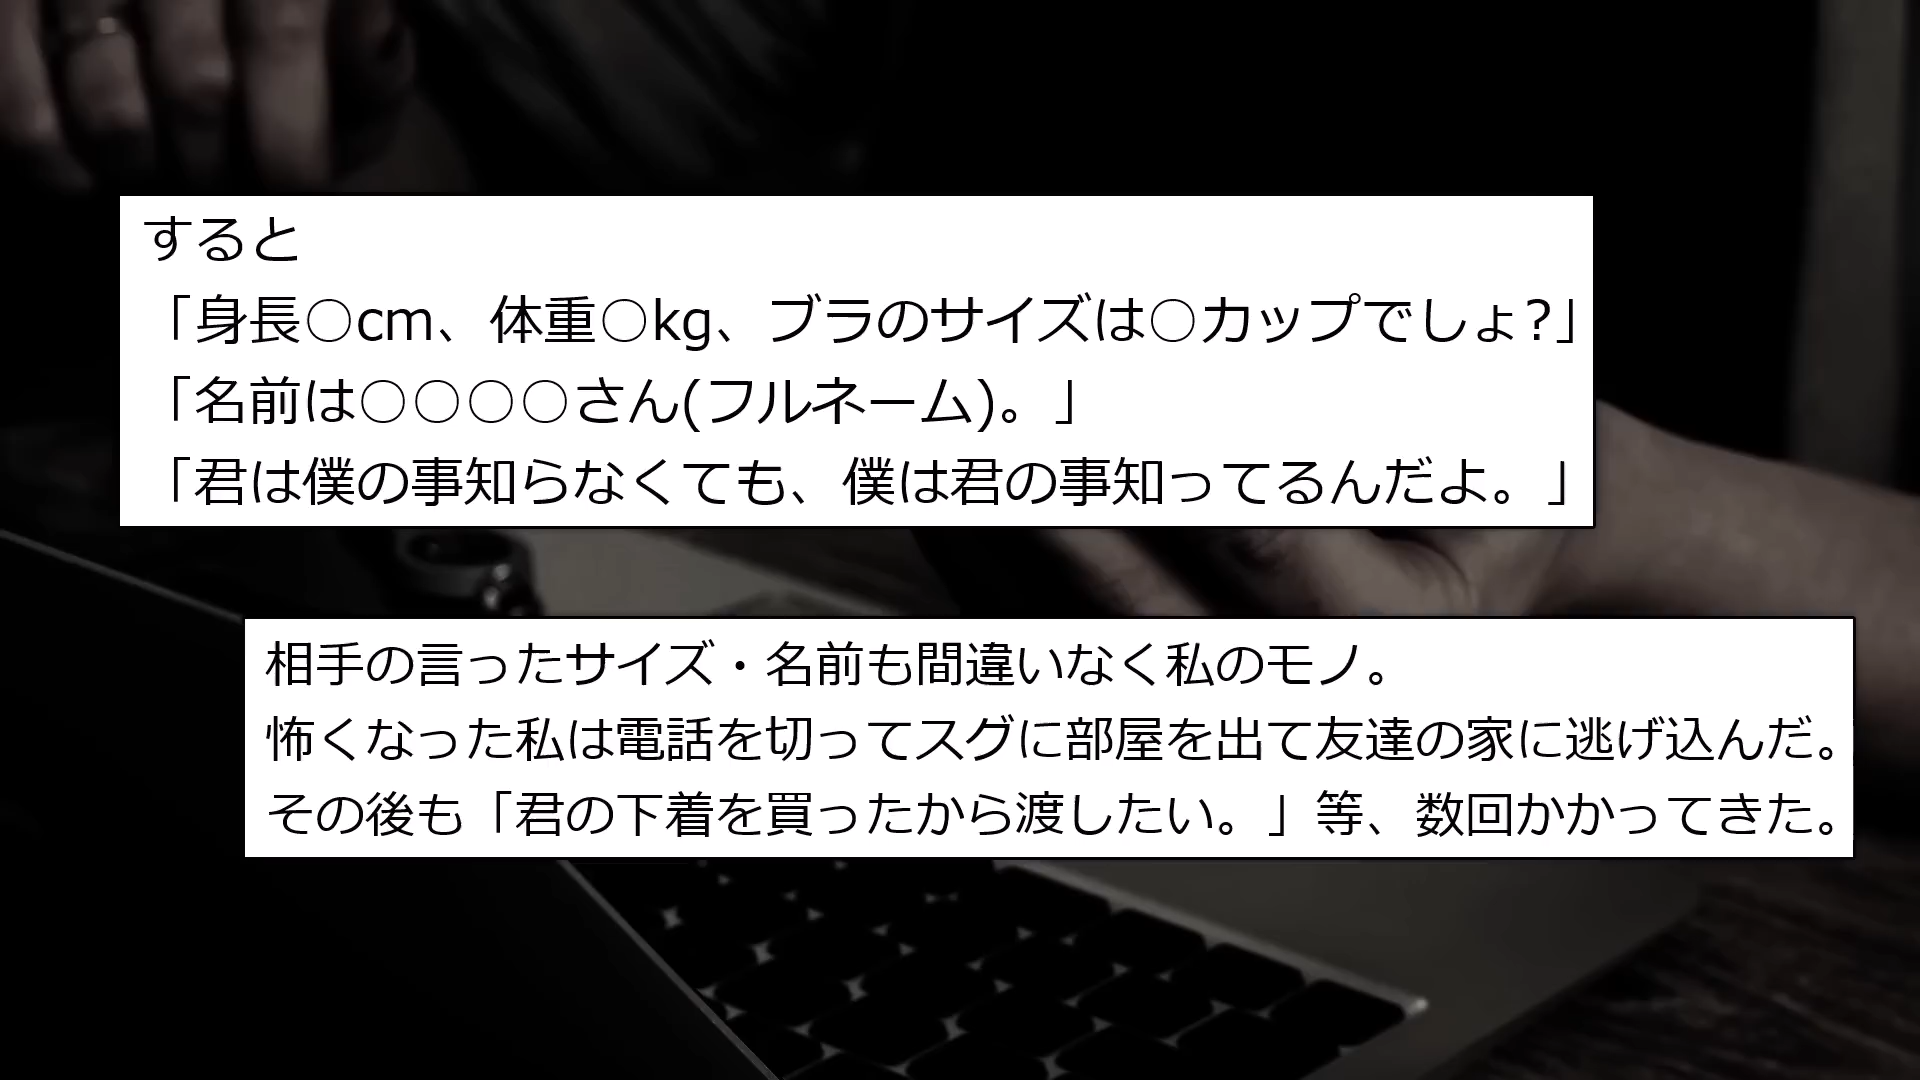 すると
「身長○cm、体重○kg、ブラのサイズは○カップでしょ?」
「名前は○○○○さん(フルネーム)。」
「君は僕の事知らなくても、僕は君の事知ってるんだよ。」
相手の言ったサイズ・名前も間違いなく私のモノ。
怖くなった私は電話を切ってスグに部屋を出て友達の家に逃げ込んだ。
その後も「君の下着を買ったから渡したい。」等、数回かかってきた。